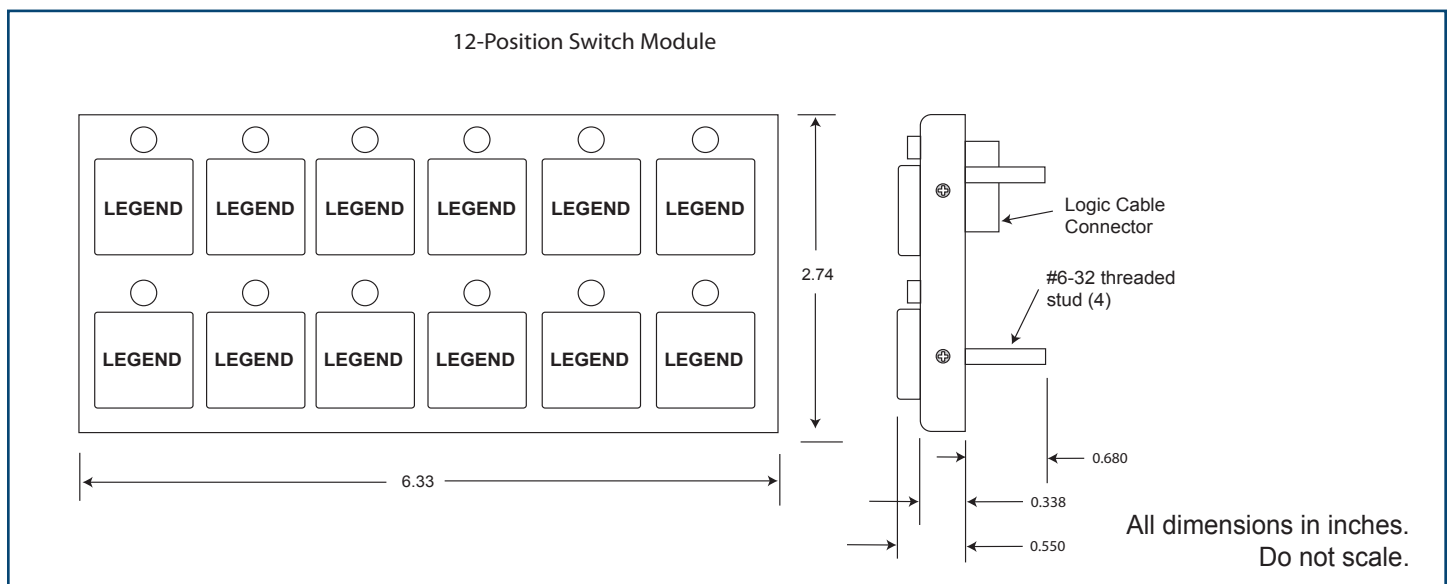 12-Position Switch Module
LEGEND LEGEND LEGEND LEGEND LEGEND LEGEND
LEGEND LEGEND LEGEND LEGEND LEGEND LEGEND
6.33
2.74
Logic Cable
Connector
#6-32 threaded
stud (4)
0.680
0.338
0.550
All dimensions in inches.
Do not scale.